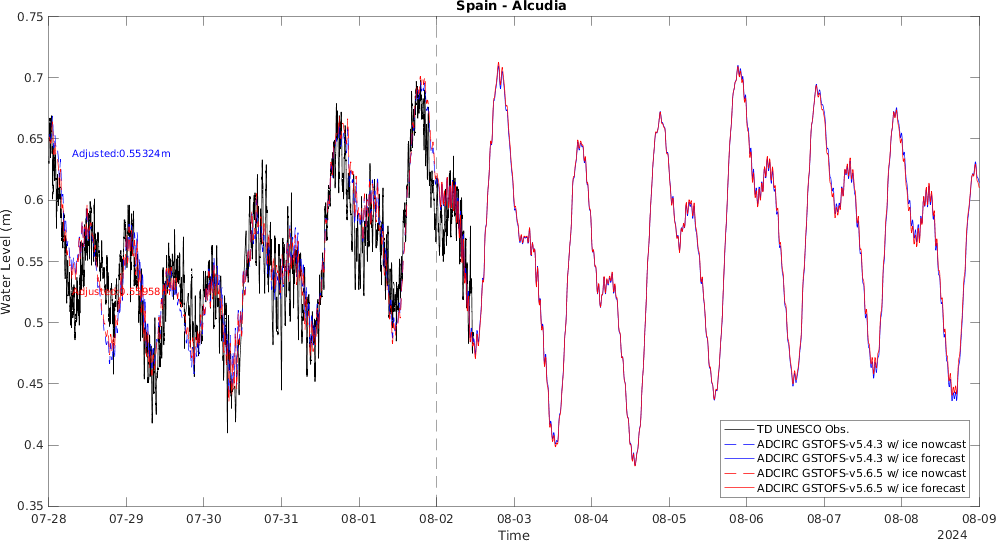 Spain - Alcudia
0.75
0.7
0.65
0.6
0.55
0.5
0.45
0.4
0.35
Water Level (m)
Adjusted:0.55324m
TD UNESCO Obs.
ADCIRC GSTOFS-v5.4.3 w/ ice nowcast
ADCIRC GSTOFS-v5.4.3 w/ ice forecast
ADCIRC GSTOFS-v5.6.5 w/ ice nowcast
ADCIRC GSTOFS-v5.6.5 w/ ice forecast
07-28 07-29 07-30 07-31 08-01 08-02 08-03 08-04 08-05 08-06 08-07 08-08 08-09
Time
2024